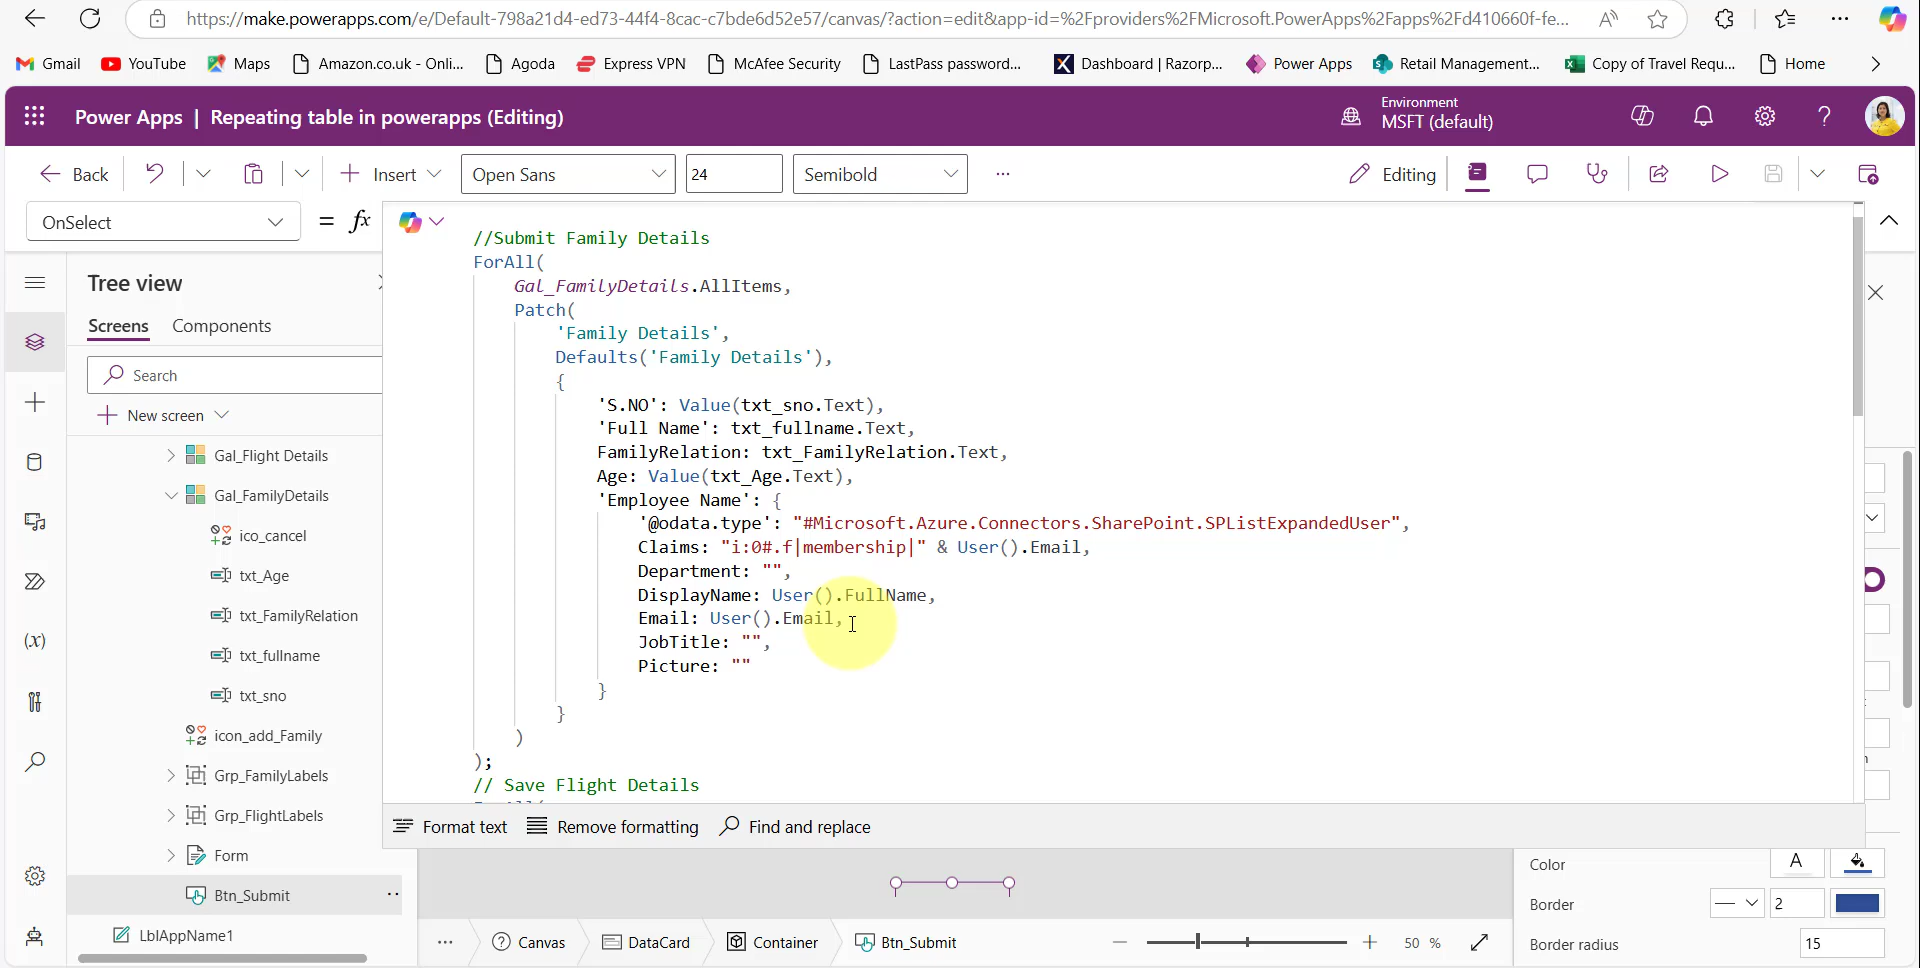 https://make.powerapps.com/e/Default-798a21d4-ed73-44f4-8cac-c7bde6d52e57/canvas/?action=edit&app-id=%2Fproviders%2FMicrosoft.PowerApps%2Fapps%2Fd410660f-fe...
Gmail YouTube Maps Amazon.co.uk - Onli... Agoda Express VPN McAfee Security LastPass password... Dashboard | Razorp... Power Apps Retail Management... Copy of Travel Requ... Home
Power Apps | Repeating table in powerapps (Editing)
Environment
MSFT (default)
Back Insert Open Sans 24 Semibold ... Editing
OnSelect = fx
Tree view
Screens Components
Search
New screen
Gal_Flight Details
Gal_FamilyDetails
ico_cancel
txt_Age
txt_FamilyRelation
txt_fullname
txt_sno
icon_add_Family
Grp_FamilyLabels
Grp_FlightLabels
Form
Btn_Submit
LblAppName1
//Submit Family Details
ForAll(
Gal_FamilyDetails.AllItems,
Patch(
'Family Details',
Defaults('Family Details'),
{
'S.NO': Value(txt_sno.Text),
'Full Name': txt_fullname.Text,
FamilyRelation: txt_FamilyRelation.Text,
Age: Value(txt_Age.Text),
'Employee Name': {
'@odata.type': "#Microsoft.Azure.Connectors.SharePoint.SPListExpandedUser",
Claims: "i:0#.f|membership|" & User().Email,
Department: "",
DisplayName: User().FullName,
Email: User().Email,
JobTitle: "",
Picture: ""
}
}
)
);
// Save Flight Details
Format text Remove formatting Find and replace
Color A
Border 2
Border radius 15
... Canvas DataCard Container Btn_Submit 50 %